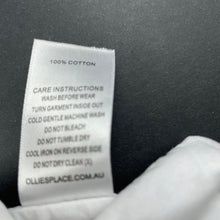 100% COTTON
CARE INSTRUCTIONS
WASH BEFORE WEAR
TURN GARMENT INSIDE OUT
COLD GENTLE MACHINE WASH
DO NOT BLEACH
DO NOT TUMBLE DRY
COOL IRON ON REVERSE SIDE
DO NOT DRY CLEAN (X)
OLLIESPLACE.COM.AU